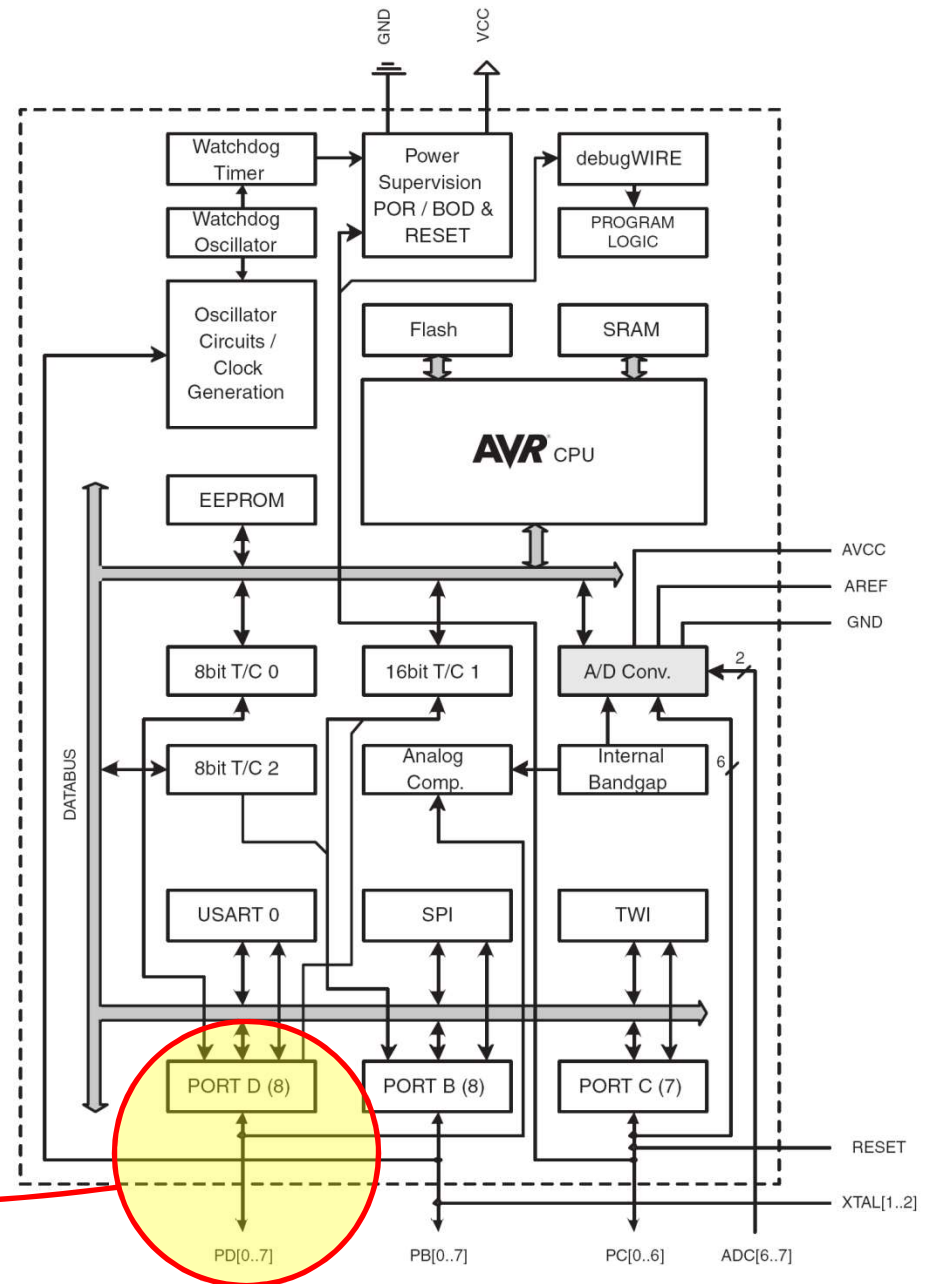 GND
VCC
Watchdog
Timer
Power
Supervision
POR / BOD &
RESET
debugWIRE
Watchdog
Oscillator
PROGRAM
LOGIC
Oscillator
Circuits /
Clock
Generation
Flash
SRAM
AVR CPU
EEPROM
AVCC
AREF
GND
8bit T/C 0
16bit T/C 1
A/D Conv.
2
DATABUS
8bit T/C 2
Analog
Comp.
Internal
Bandgap
6
USART 0
SPI
TWI
PORT D (8)
PORT B (8)
PORT C (7)
RESET
XTAL[1..2]
PD[0..7]
PB[0..7]
PC[0..6]
ADC[6..7]